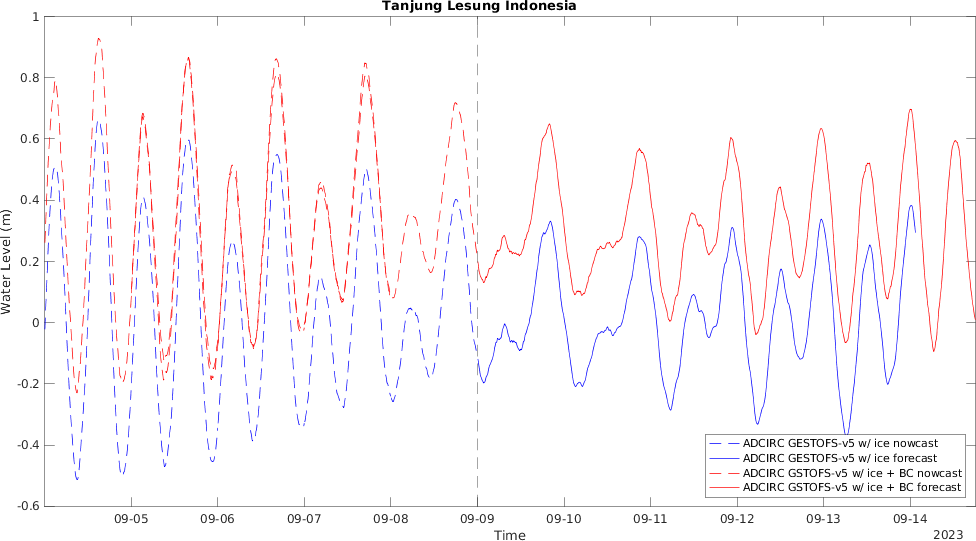 Tanjung Lesung Indonesia
Water Level (m)
1
0.8
0.6
0.4
0.2
0
-0.2
-0.4
-0.6
ADCIRC GESTOFS-v5 w/ ice nowcast
ADCIRC GESTOFS-v5 w/ ice forecast
ADCIRC GSTOFS-v5 w/ ice + BC nowcast
ADCIRC GSTOFS-v5 w/ ice + BC forecast
09-05 09-06 09-07 09-08 09-09 09-10 09-11 09-12 09-13 09-14
Time
2023